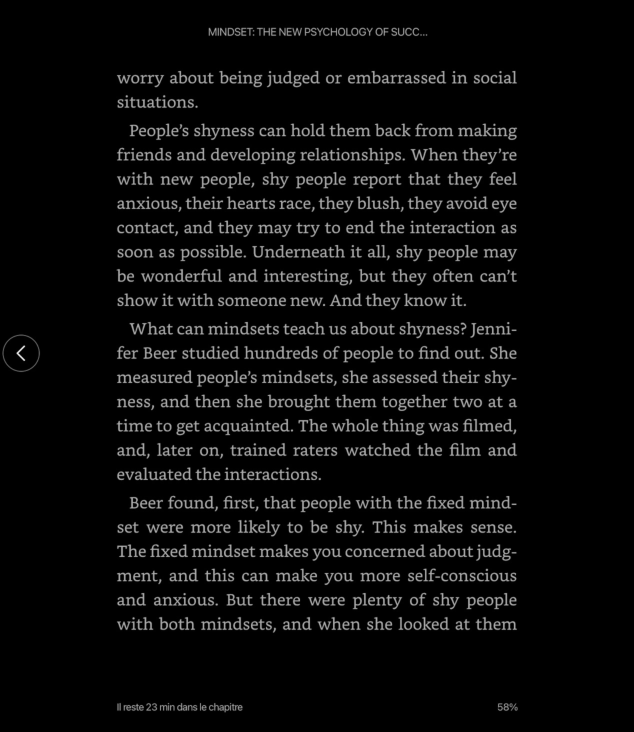 MINDSET: THE NEW PSYCHOLOGY OF SUCC...
worry about being judged or embarrassed in social
situations.
People’s shyness can hold them back from making
friends and developing relationships. When they’re
with new people, shy people report that they feel
anxious, their hearts race, they blush, they avoid eye
contact, and they may try to end the interaction as
soon as possible. Underneath it all, shy people may
be wonderful and interesting, but they often can’t
show it with someone new. And they know it.
What can mindsets teach us about shyness? Jenni-
fer Beer studied hundreds of people to find out. She
measured people’s mindsets, she assessed their shy-
ness, and then she brought them together two at a
time to get acquainted. The whole thing was filmed,
and, later on, trained raters watched the film and
evaluated the interactions.
Beer found, first, that people with the fixed mind-
set were more likely to be shy. This makes sense.
The fixed mindset makes you concerned about judg-
ment, and this can make you more self-conscious
and anxious. But there were plenty of shy people
with both mindsets, and when she looked at them
Il reste 23 min dans le chapitre
58%